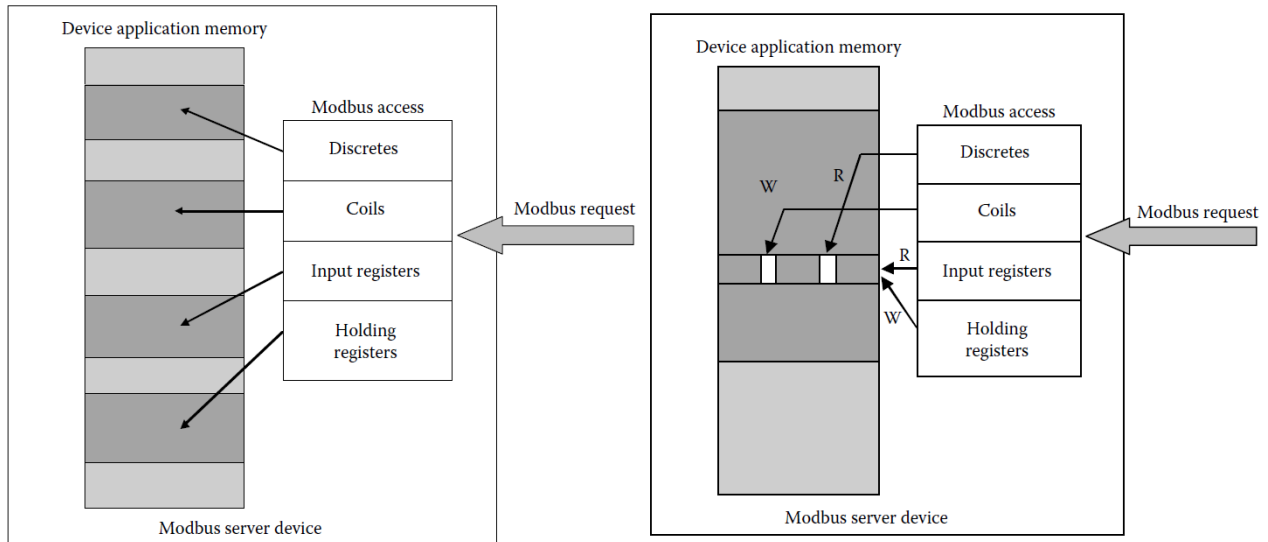 Device application memory
Modbus access
Discretes
Coils
Input registers
Holding
registers
Modbus request
Modbus server device
Device application memory
Modbus access
Discretes
R
W
Coils
Modbus request
R
Input registers
W
Holding
registers
Modbus server device